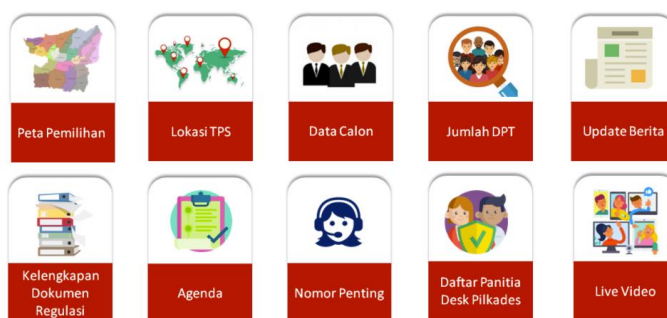 Peta Pemilihan
Lokasi TPS
Data Calon
Jumlah DPT
Update Berita
Kelengkapan
Dokumen
Regulasi
Agenda
Nomor Penting
Daftar Panitia
Desk Pilkades
Live Video